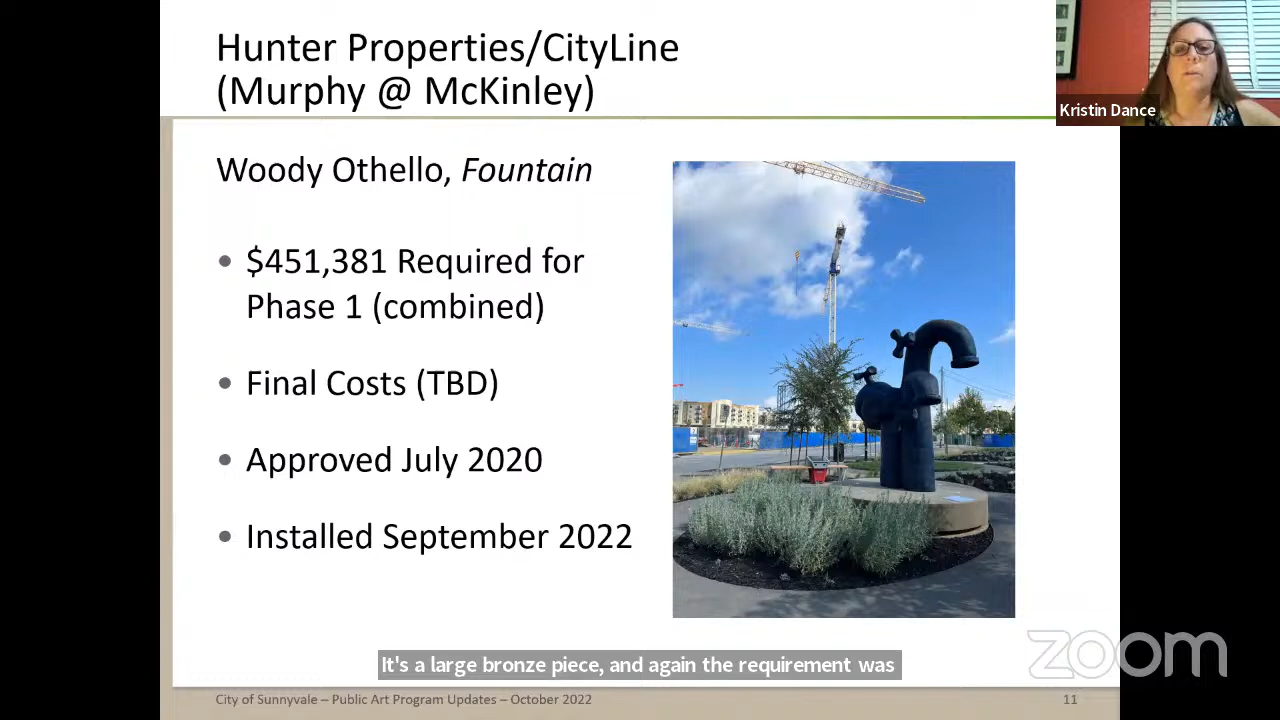 Hunter Properties/CityLine
(Murphy @ McKinley)
Kristin Dance
Woody Othello, Fountain
• $451,381 Required for
Phase 1 (combined)
• Final Costs (TBD)
• Approved July 2020
• Installed September 2022
It's a large bronze piece, and again the requirement was
zoom
City of Sunnyvale – Public Art Program Updates – October 2022
11